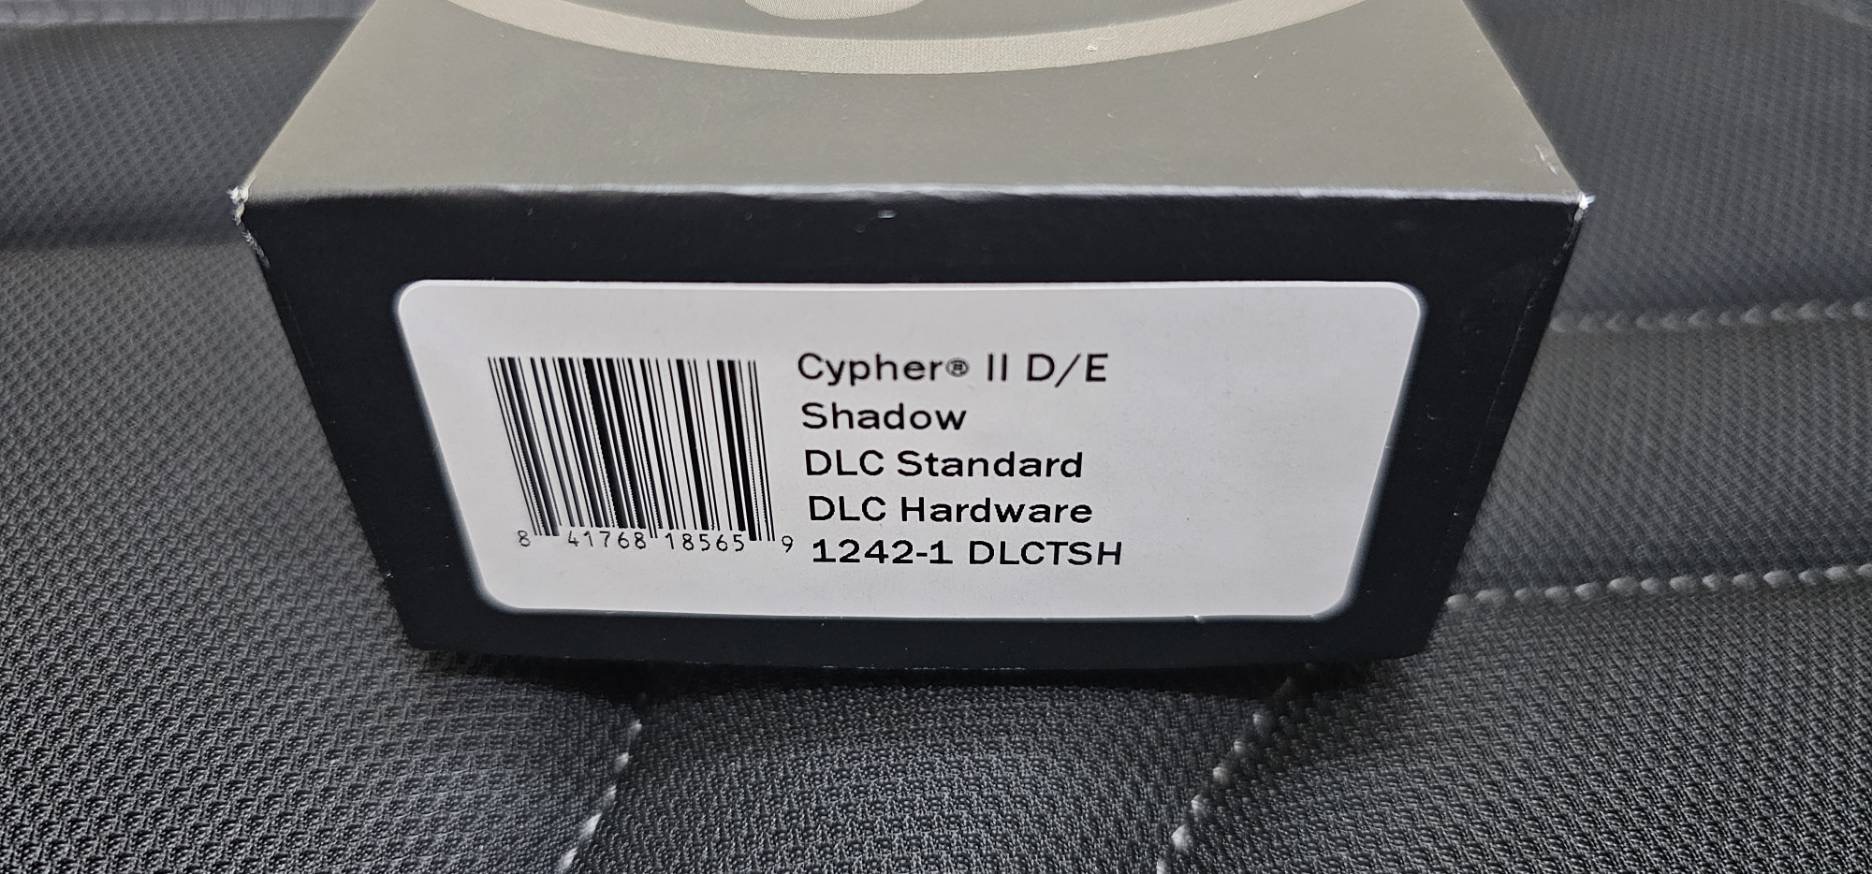 Cypher® II D/E
Shadow
DLC Standard
DLC Hardware
1242-1 DLCTSH
8 41768 18565 9